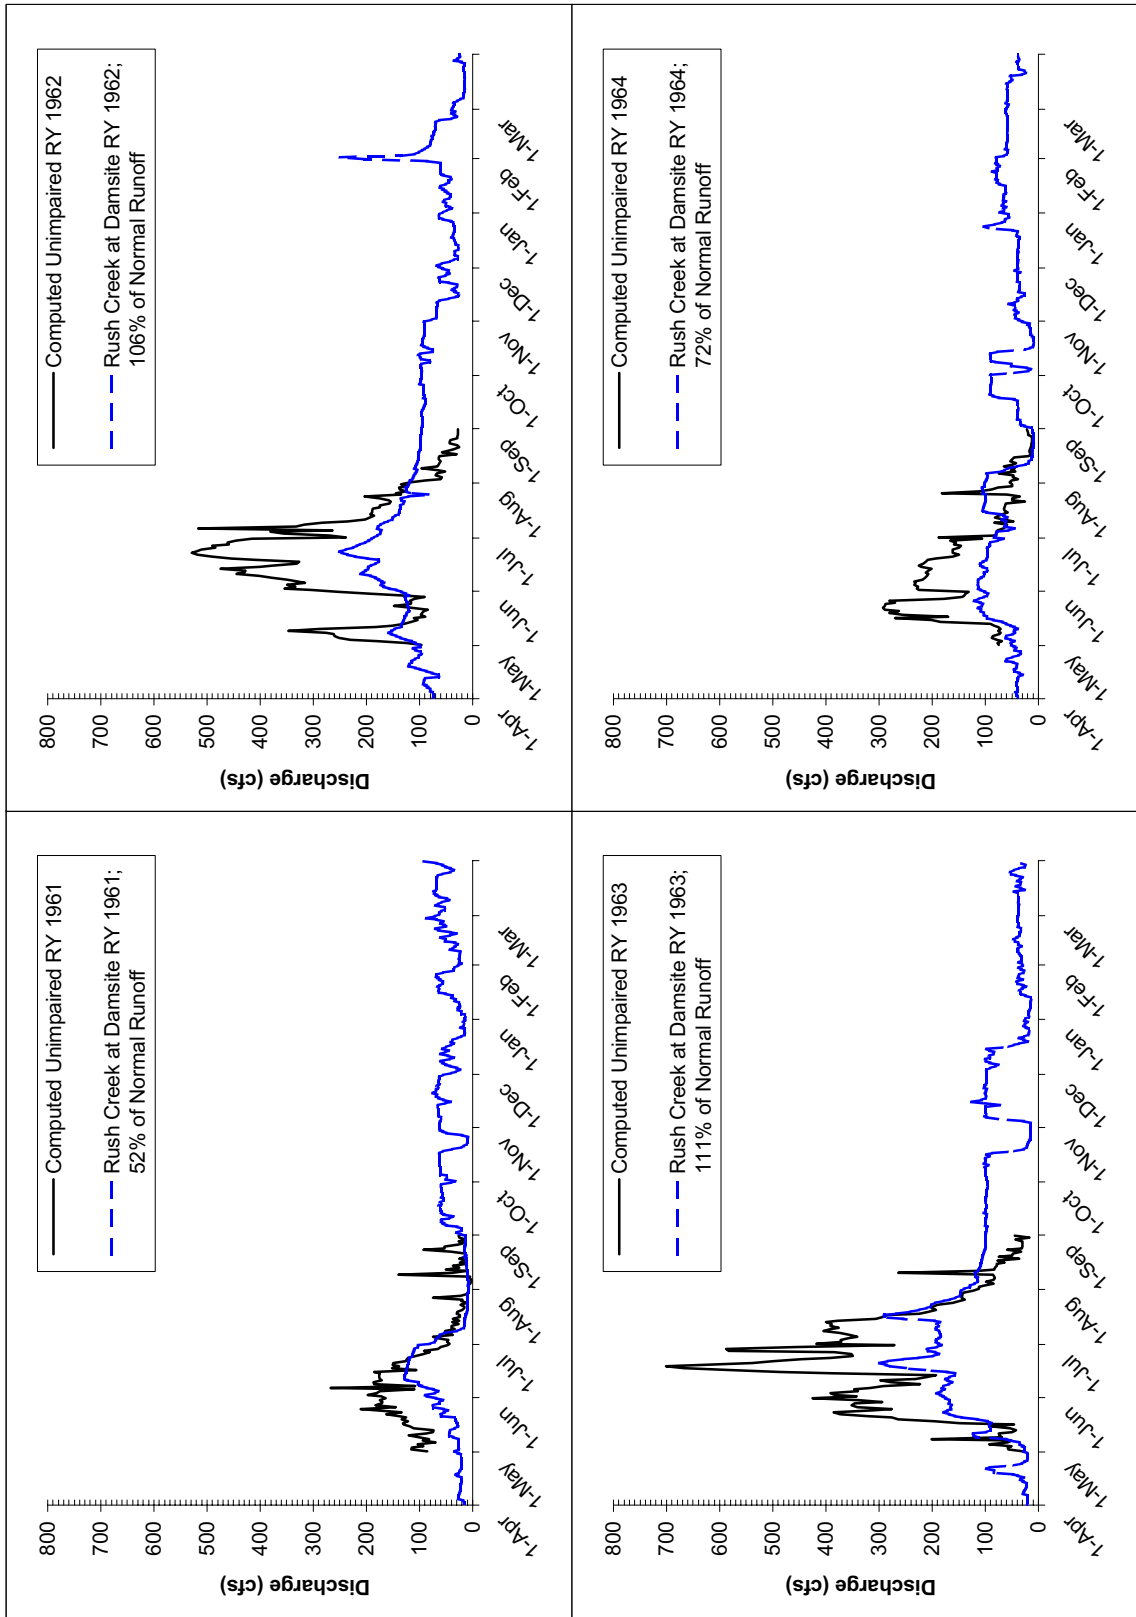 Computed Unimpaired RY 1961
Rush Creek at Damsite RY 1961;
52% of Normal Runoff
Discharge (cfs)
800
700
600
500
400
300
200
100
0
1-Apr
1-May
1-Jun
1-Jul
1-Aug
1-Sep
1-Oct
1-Nov
1-Dec
1-Jan
1-Feb
1-Mar
Computed Unimpaired RY 1962
Rush Creek at Damsite RY 1962;
106% of Normal Runoff
Discharge (cfs)
800
700
600
500
400
300
200
100
0
1-Apr
1-May
1-Jun
1-Jul
1-Aug
1-Sep
1-Oct
1-Nov
1-Dec
1-Jan
1-Feb
1-Mar
Computed Unimpaired RY 1963
Rush Creek at Damsite RY 1963;
111% of Normal Runoff
Discharge (cfs)
800
700
600
500
400
300
200
100
0
1-Apr
1-May
1-Jun
1-Jul
1-Aug
1-Sep
1-Oct
1-Nov
1-Dec
1-Jan
1-Feb
1-Mar
Computed Unimpaired RY 1964
Rush Creek at Damsite RY 1964;
72% of Normal Runoff
Discharge (cfs)
800
700
600
500
400
300
200
100
0
1-Apr
1-May
1-Jun
1-Jul
1-Aug
1-Sep
1-Oct
1-Nov
1-Dec
1-Jan
1-Feb
1-Mar